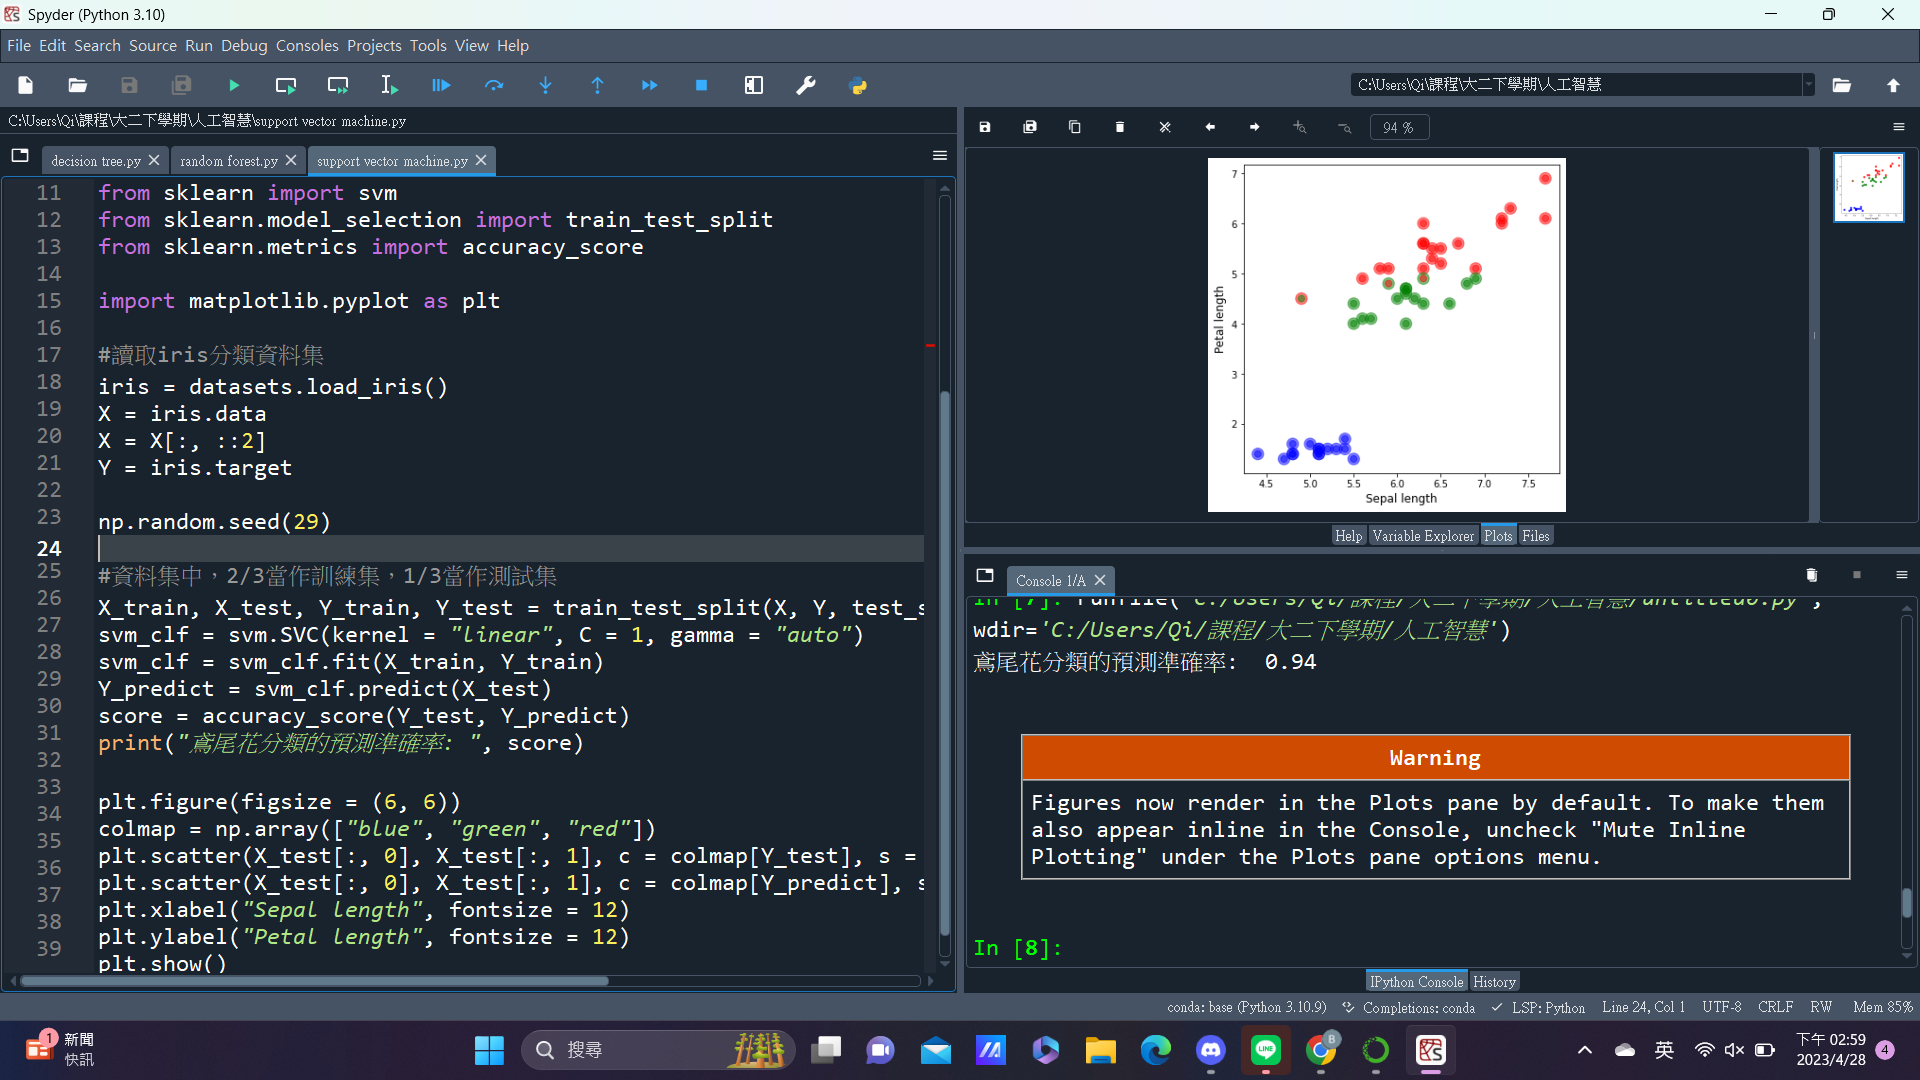 Spyder (Python 3.10)
File Edit Search Source Run Debug Consoles Projects Tools View Help
C:\Users\Qi\課程\大二下學期\人工智慧
C:\Users\Qi\課程\大二下學期\人工智慧\support vector machine.py
decision tree.py
random forest.py
support vector machine.py
11 from sklearn import svm
12 from sklearn.model_selection import train_test_split
13 from sklearn.metrics import accuracy_score
14
15 import matplotlib.pyplot as plt
16
17 #讀取iris分類資料集
18 iris = datasets.load_iris()
19 X = iris.data
20 X = X[:, ::2]
21 Y = iris.target
22
23 np.random.seed(29)
24
25 #資料集中，2/3當作訓練集，1/3當作測試集
26 X_train, X_test, Y_train, Y_test = train_test_split(X, Y, test_s
27 svm_clf = svm.SVC(kernel = "linear", C = 1, gamma = "auto")
28 svm_clf = svm_clf.fit(X_train, Y_train)
29 Y_predict = svm_clf.predict(X_test)
30 score = accuracy_score(Y_test, Y_predict)
31 print("鳶尾花分類的預測準確率: ", score)
32
33 plt.figure(figsize = (6, 6))
34 colmap = np.array(["blue", "green", "red"])
35 plt.scatter(X_test[:, 0], X_test[:, 1], c = colmap[Y_test], s =
36 plt.scatter(X_test[:, 0], X_test[:, 1], c = colmap[Y_predict], s
37 plt.xlabel("Sepal length", fontsize = 12)
38 plt.ylabel("Petal length", fontsize = 12)
39 plt.show()
94 %
7
6
5
4
3
2
Petal length
4.5 5.0 5.5 6.0 6.5 7.0 7.5
Sepal length
Help Variable Explorer Plots Files
Console 1/A
In [7]: runfile('C:/Users/Qi/課程/大二下學期/人工智慧/untitled0.py',
wdir='C:/Users/Qi/課程/大二下學期/人工智慧')
鳶尾花分類的預測準確率:  0.94
Warning
Figures now render in the Plots pane by default. To make them
also appear inline in the Console, uncheck "Mute Inline
Plotting" under the Plots pane options menu.
In [8]:
IPython Console History
conda: base (Python 3.10.9) Completions: conda LSP: Python Line 24, Col 1 UTF-8 CRLF RW Mem 85%
1
新聞
快訊
搜尋
LINE
B
英
下午 02:59
2023/4/28
4